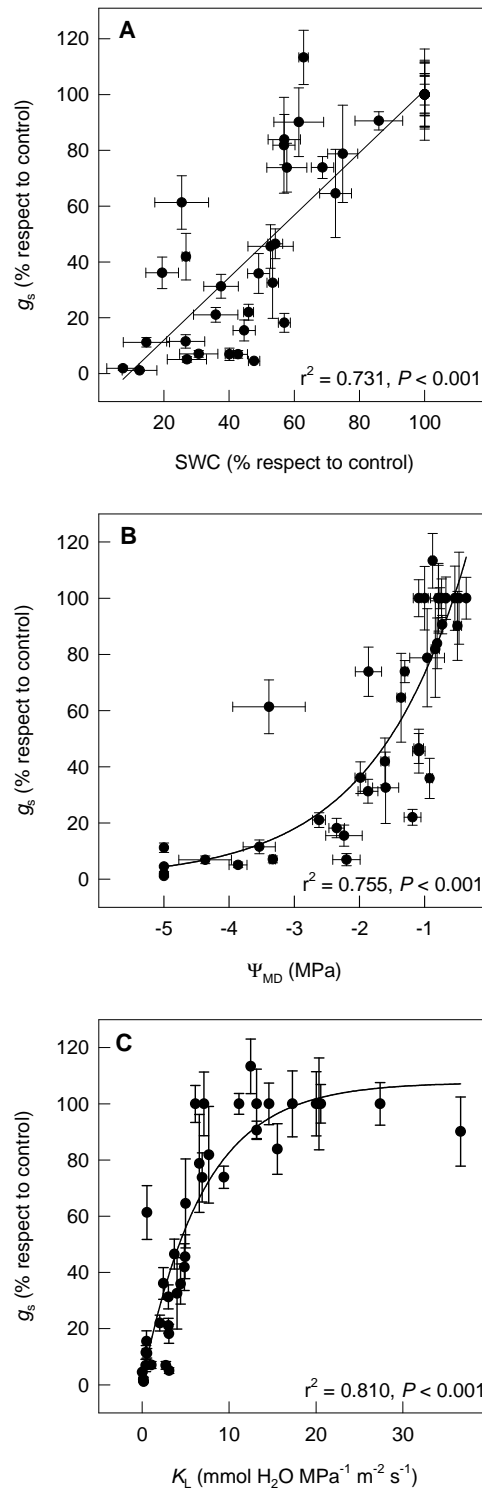 A
120
100
80
60
40
20
0
gs (% respect to control)
r² = 0.731, P < 0.001
20 40 60 80 100
SWC (% respect to control)
B
120
100
80
60
40
20
0
gs (% respect to control)
r² = 0.755, P < 0.001
-5 -4 -3 -2 -1
ΨMD (MPa)
C
120
100
80
60
40
20
0
gs (% respect to control)
r² = 0.810, P < 0.001
0 10 20 30
KL (mmol H2O MPa⁻¹ m⁻² s⁻¹)